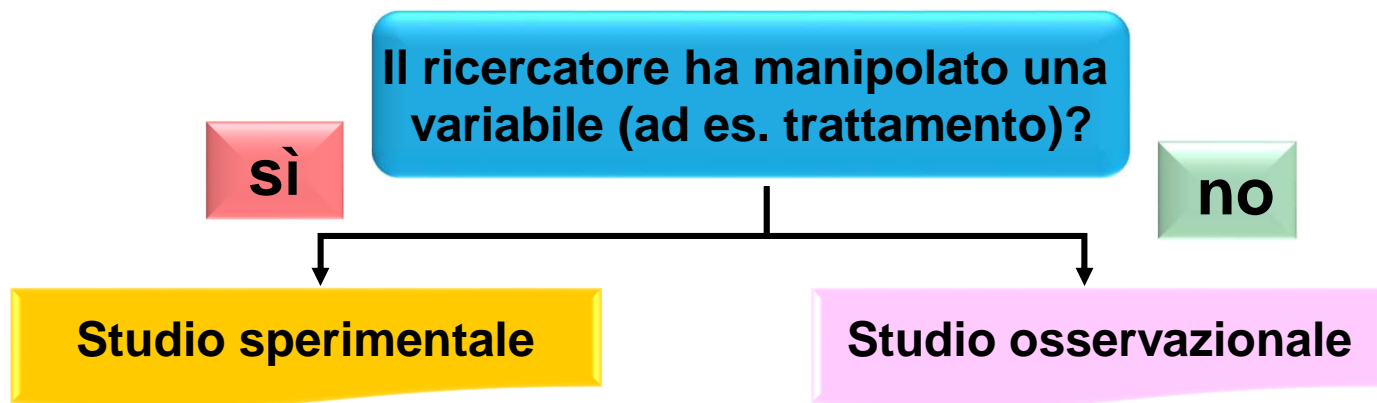 Il ricercatore ha manipolato una
variabile (ad es. trattamento)?
sì
no
Studio sperimentale
Studio osservazionale